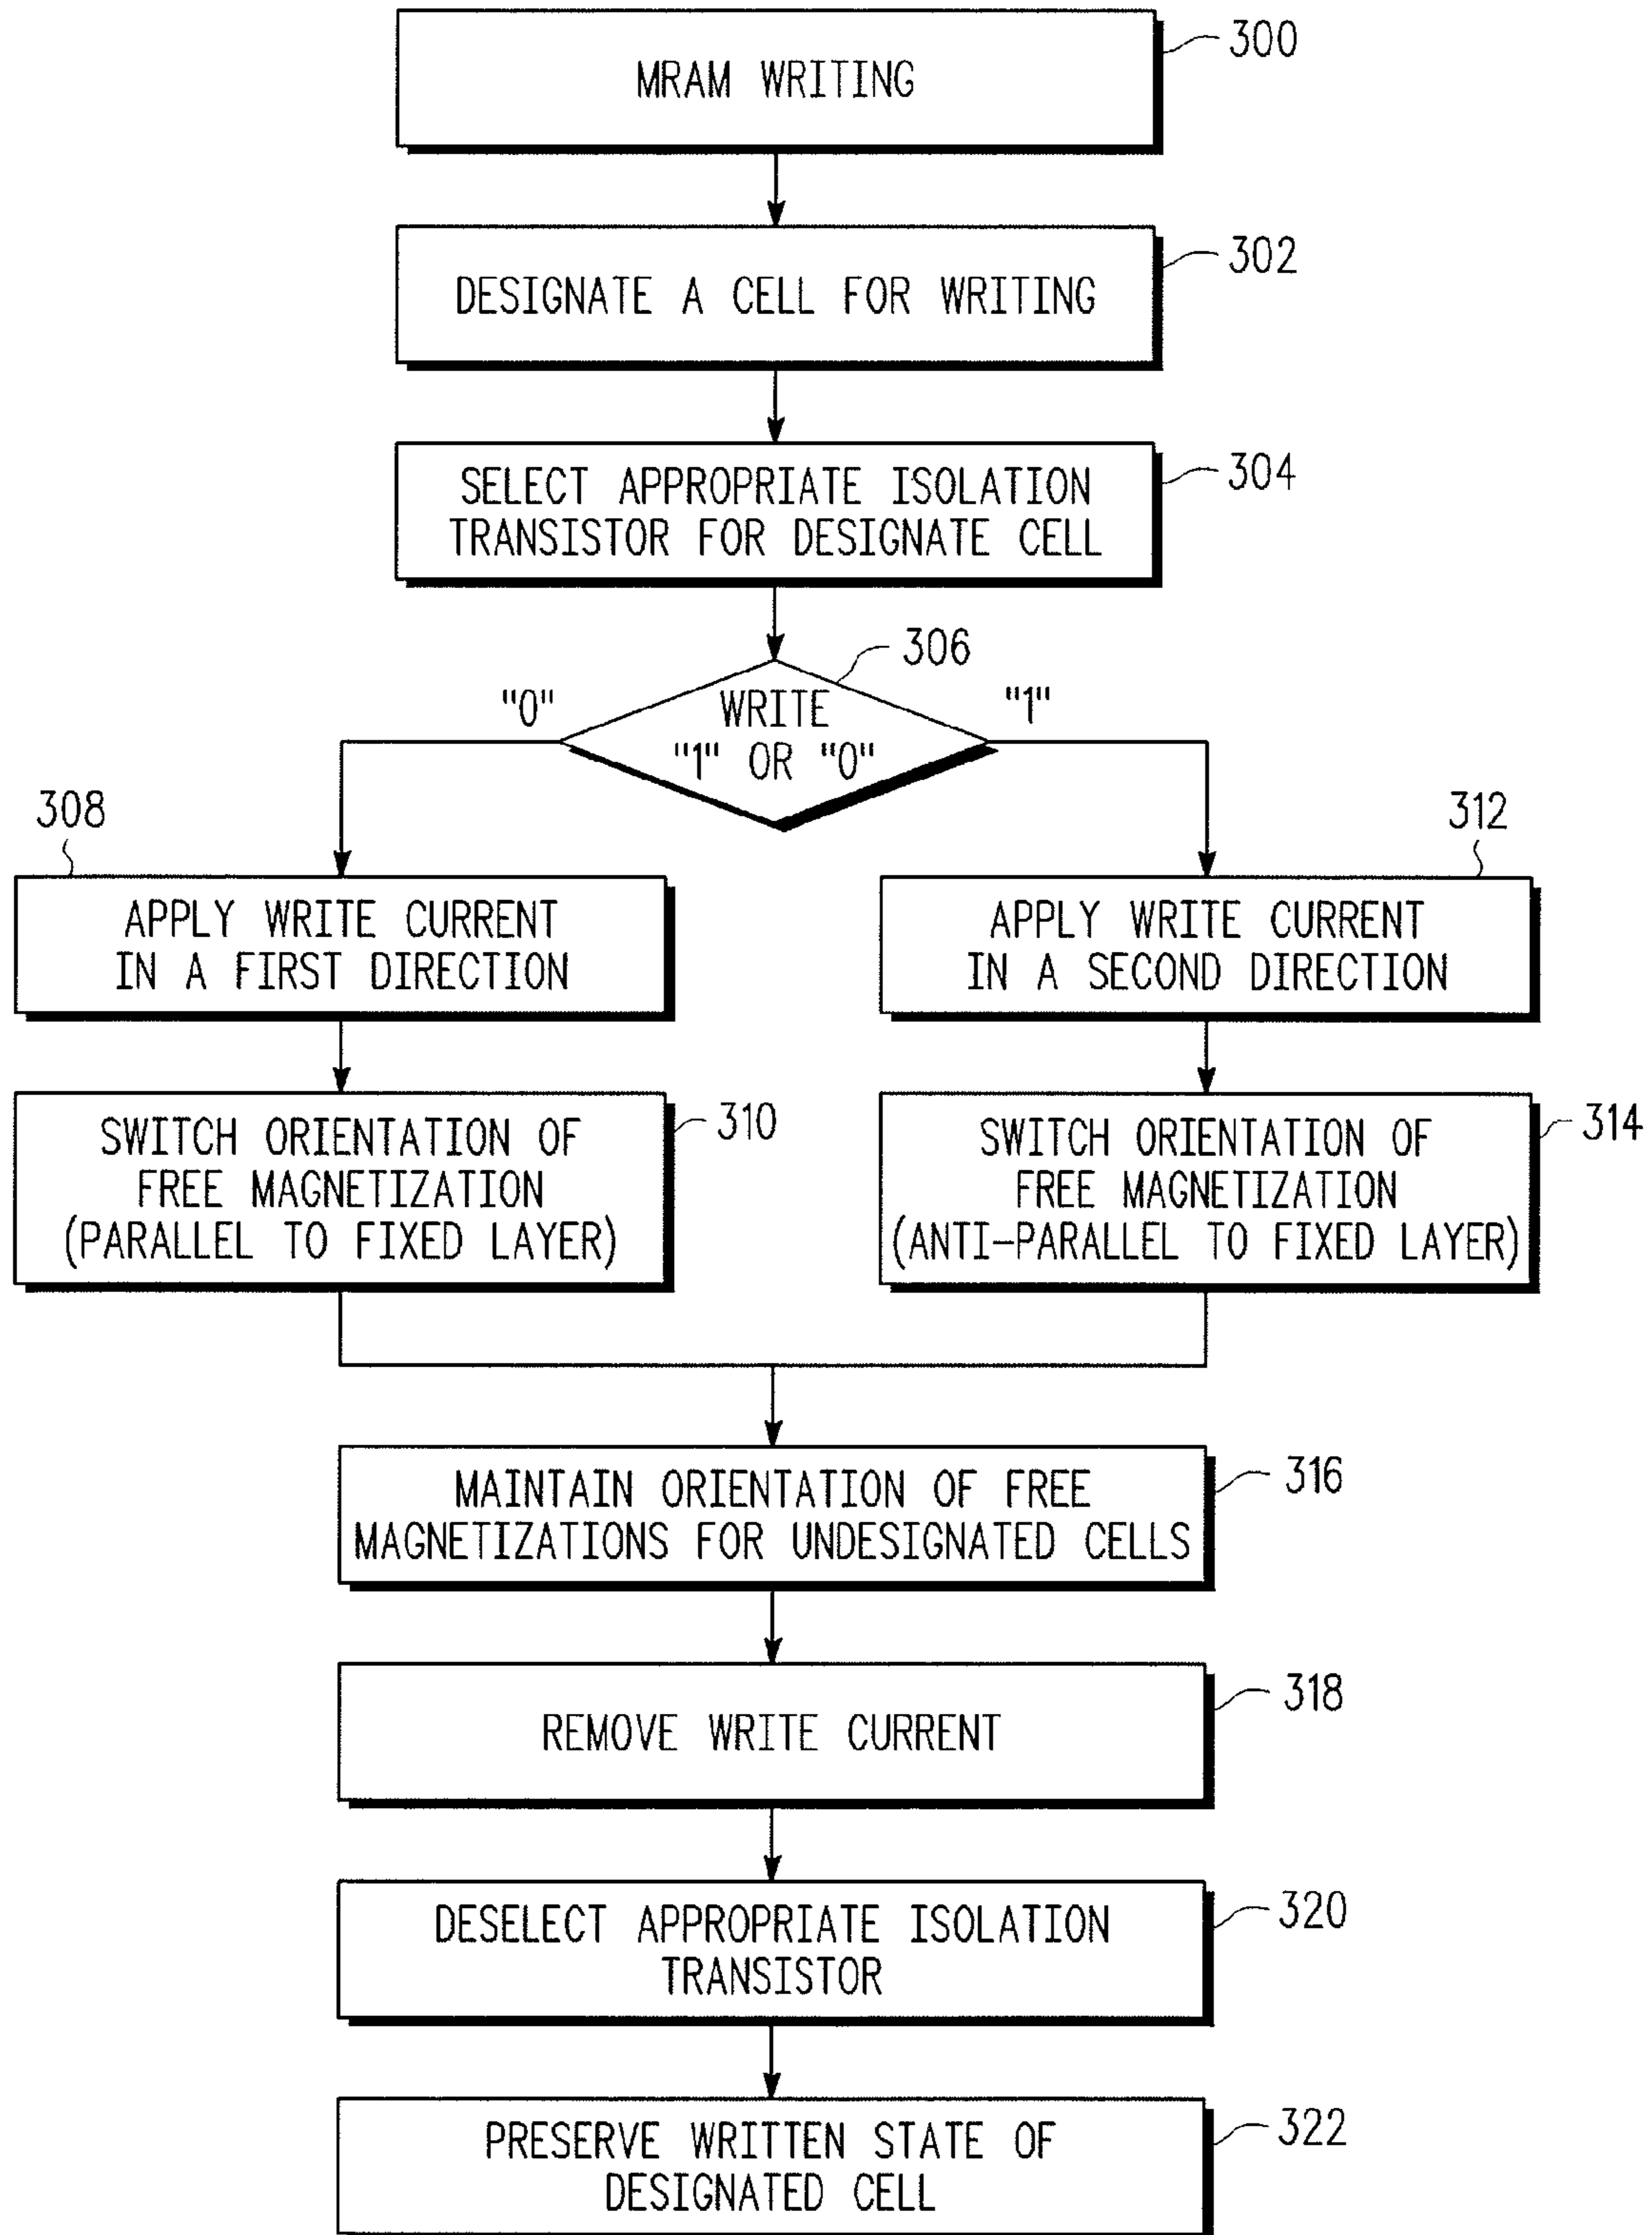 300
MRAM WRITING
302
DESIGNATE A CELL FOR WRITING
304
SELECT APPROPRIATE ISOLATION
TRANSISTOR FOR DESIGNATE CELL
306
"0"
WRITE
"1" OR "0"
"1"
308
APPLY WRITE CURRENT
IN A FIRST DIRECTION
312
APPLY WRITE CURRENT
IN A SECOND DIRECTION
310
SWITCH ORIENTATION OF
FREE MAGNETIZATION
(PARALLEL TO FIXED LAYER)
314
SWITCH ORIENTATION OF
FREE MAGNETIZATION
(ANTI-PARALLEL TO FIXED LAYER)
316
MAINTAIN ORIENTATION OF FREE
MAGNETIZATIONS FOR UNDESIGNATED CELLS
318
REMOVE WRITE CURRENT
320
DESELECT APPROPRIATE ISOLATION
TRANSISTOR
322
PRESERVE WRITTEN STATE OF
DESIGNATED CELL